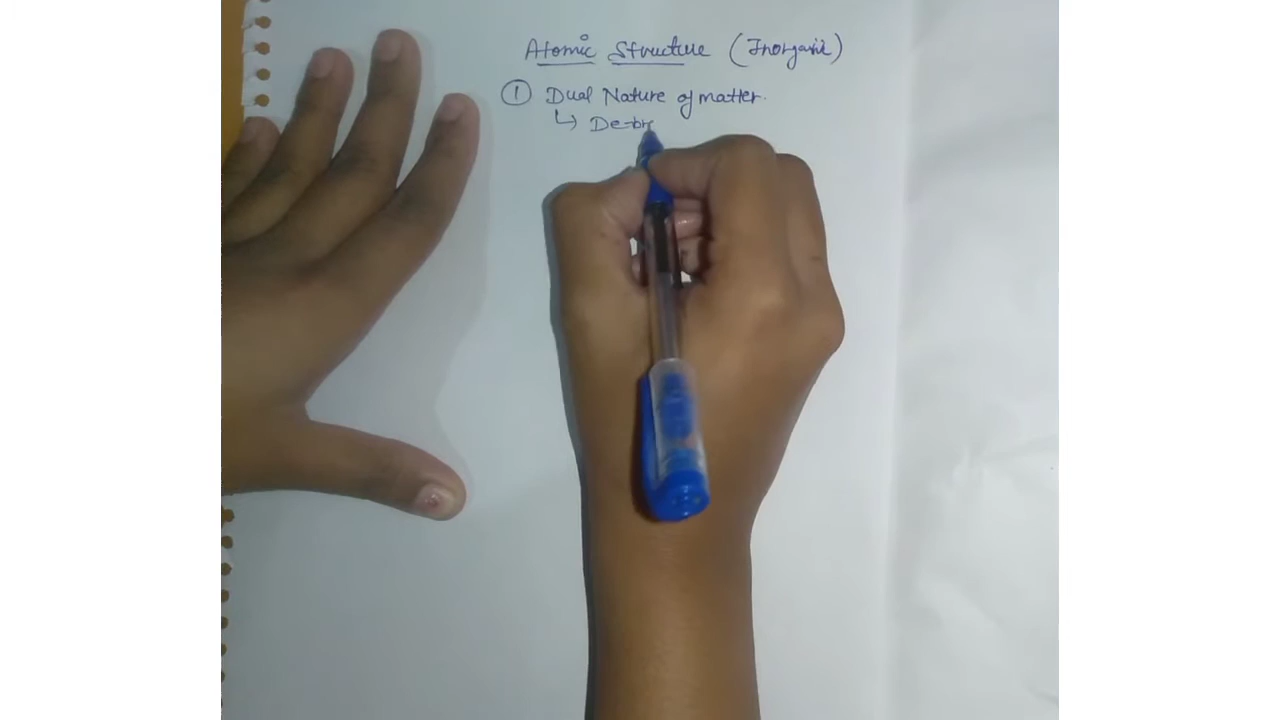 Atomic Structure (Inorganic)
① Dual Nature of matter.
↳ De-br